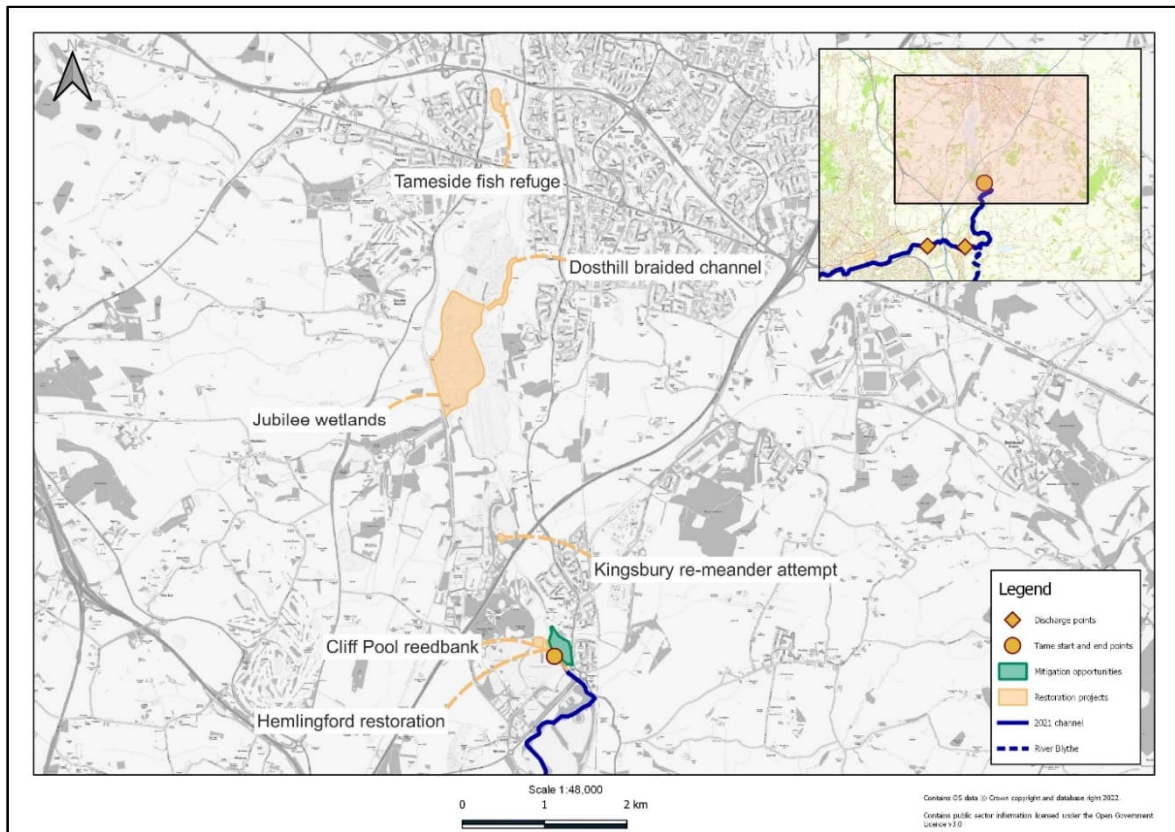 Tameside fish refuge
Dosthill braided channel
Jubilee wetlands
Kingsbury re-meander attempt
Cliff Pool reedbank
Hemlingford restoration
Legend
Discharge points
Tame start and end points
Mitigation opportunities
Restoration projects
2021 channel
River Blythe
Scale 1:48,000
0 1 2 km
Contains OS data © Crown copyright and database right 2022.
Contains public sector information licensed under the Open Government
Licence v3.0